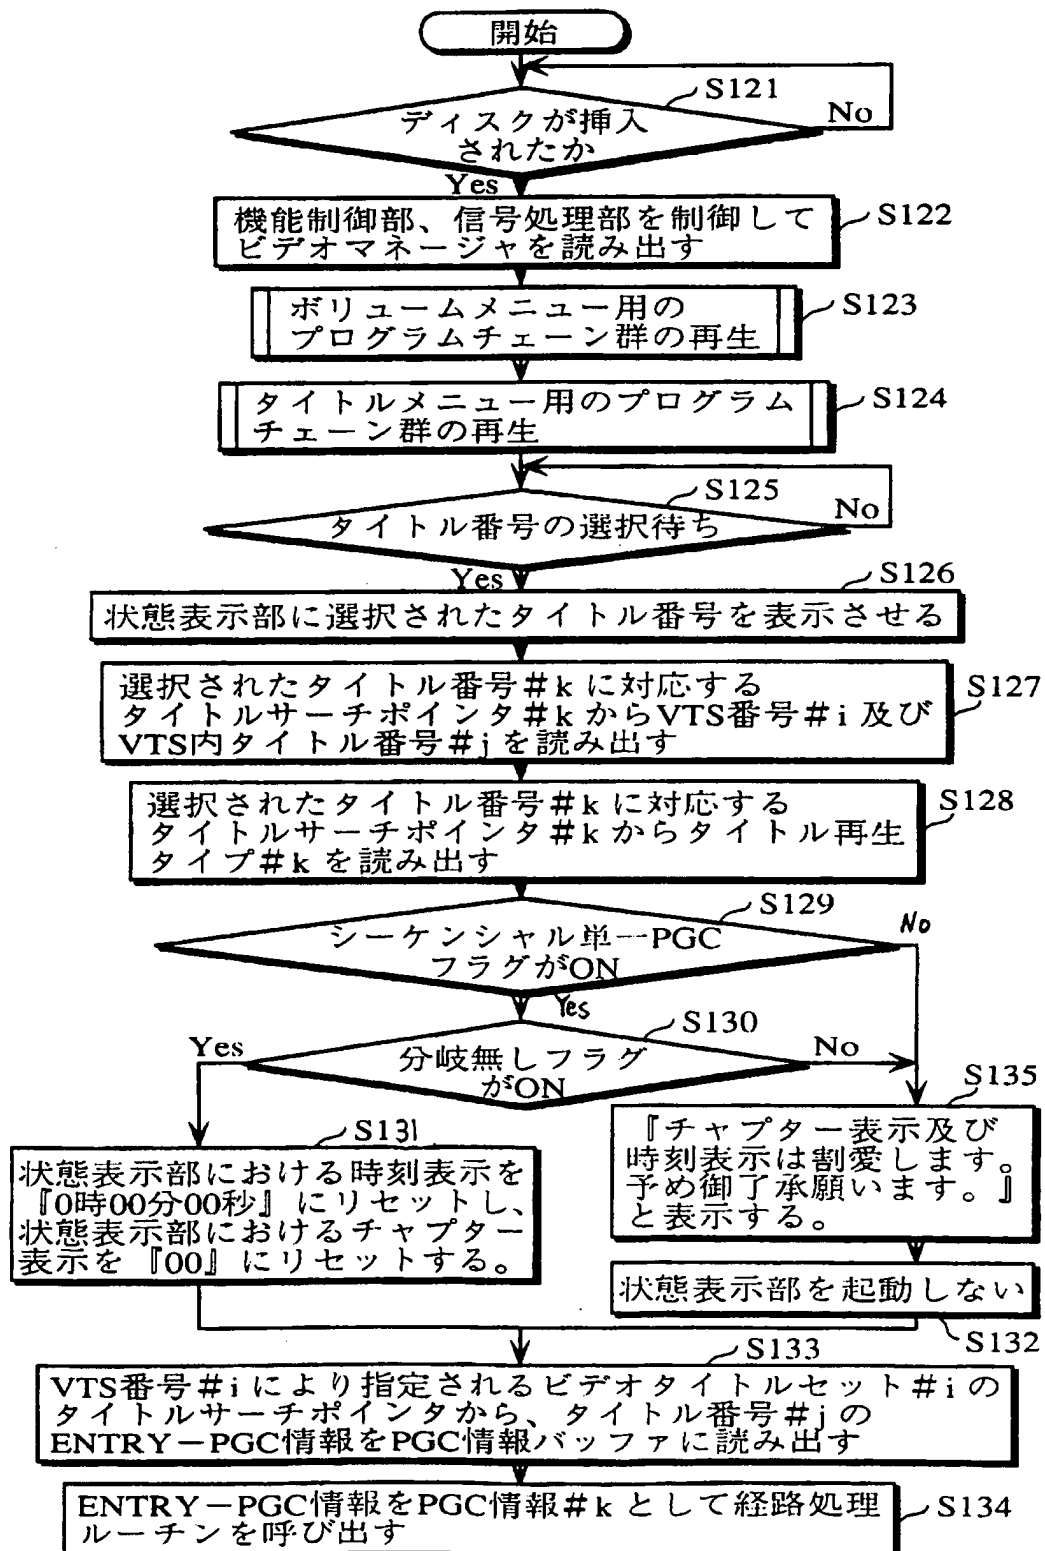 開始
S121
ディスクが挿入
されたか
No
Yes
S122
機能制御部、信号処理部を制御して
ビデオマネージャを読み出す
S123
ボリュームメニュー用の
プログラムチェーン群の再生
S124
タイトルメニュー用のプログラム
チェーン群の再生
S125
タイトル番号の選択待ち
No
Yes
S126
状態表示部に選択されたタイトル番号を表示させる
S127
選択されたタイトル番号#kに対応する
タイトルサーチポインタ#kからVTS番号#i及び
VTS内タイトル番号#jを読み出す
S128
選択されたタイトル番号#kに対応する
タイトルサーチポインタ#kからタイトル再生
タイプ#kを読み出す
S129
シーケンシャル単一PGC
フラグがON
No
Yes
S130
分岐無しフラグ
がON
Yes
No
S131
状態表示部における時刻表示を
『0時00分00秒』にリセットし、
状態表示部におけるチャプター
表示を『00』にリセットする。
S135
『チャプター表示及び
時刻表示は割愛します。
予め御了承願います。』
と表示する。
状態表示部を起動しない
S132
S133
VTS番号#iにより指定されるビデオタイトルセット#iの
タイトルサーチポインタから、タイトル番号#jの
ENTRY-PGC情報をPGC情報バッファに読み出す
S134
ENTRY-PGC情報をPGC情報#kとして経路処理
ルーチンを呼び出す